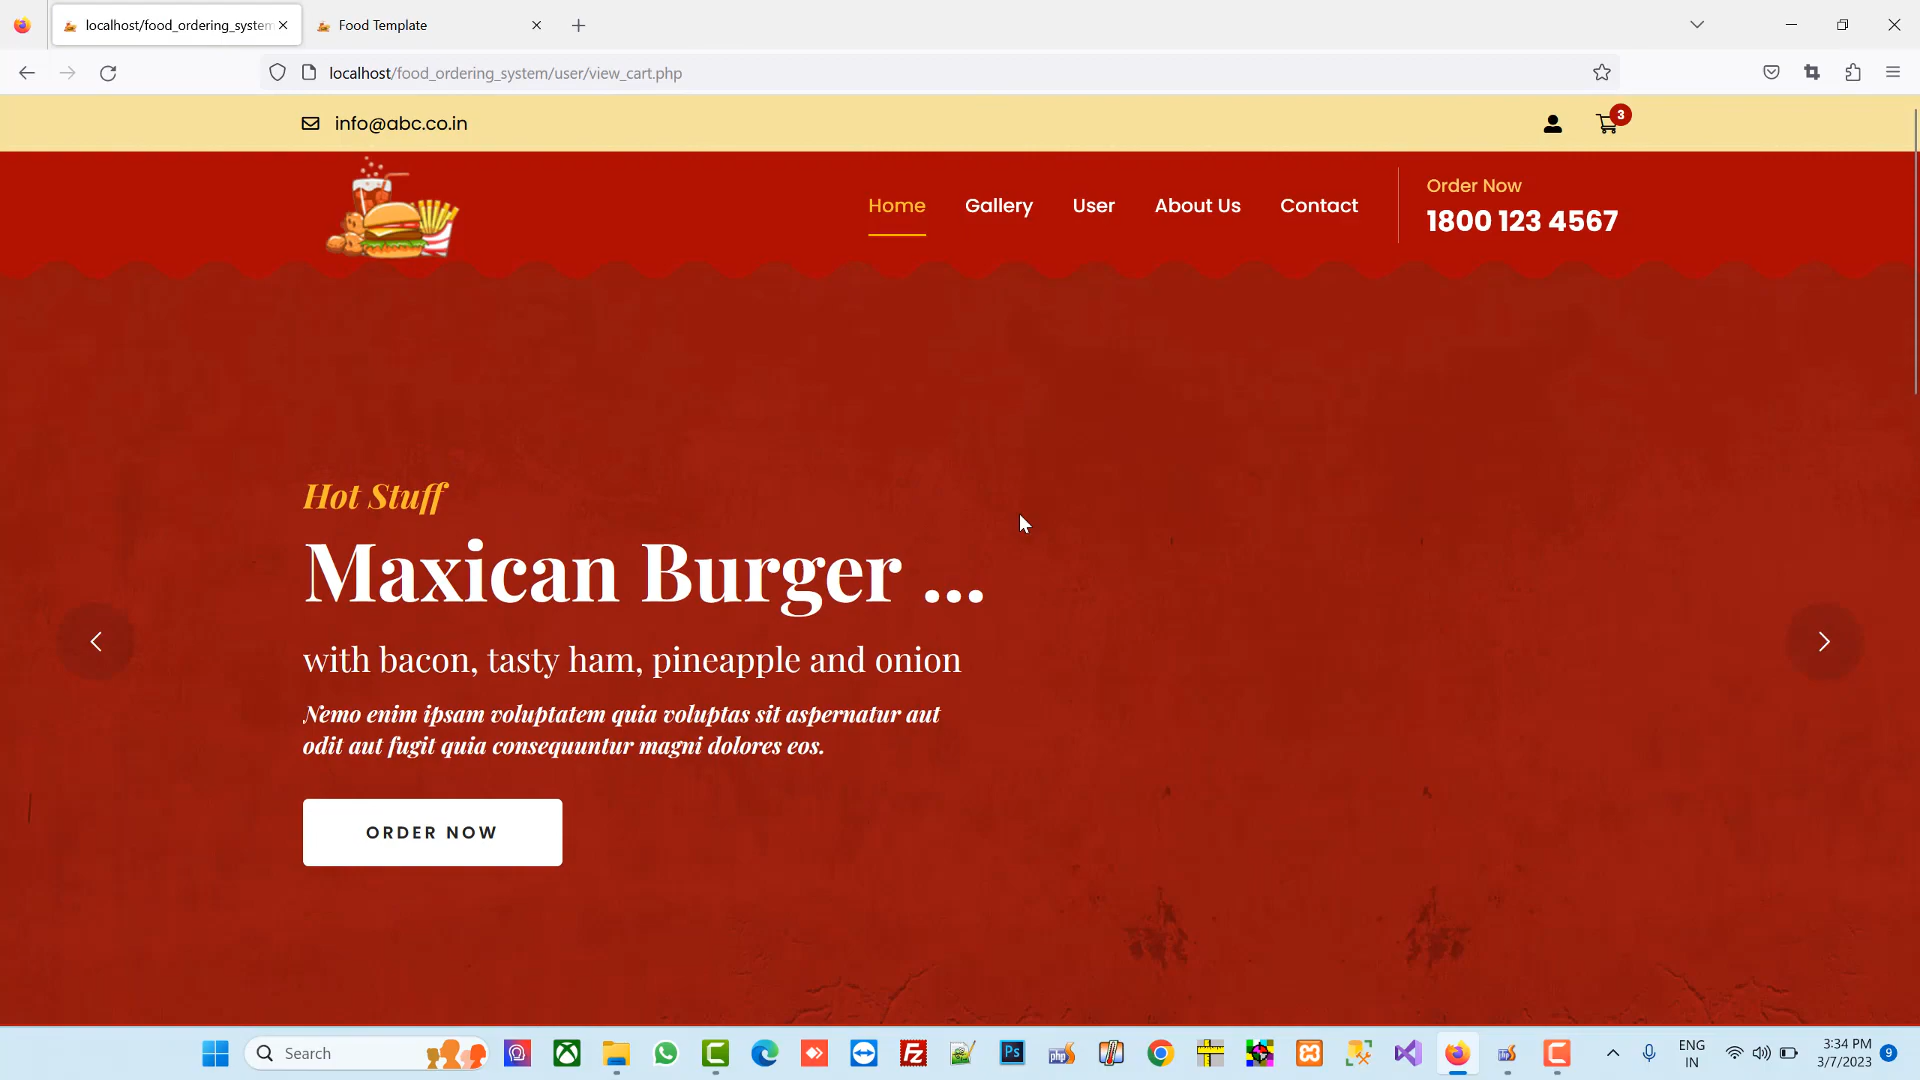 localhost/food_ordering_system
Food Template
localhost/food_ordering_system/user/view_cart.php
info@abc.co.in
3
Home
Gallery
User
About Us
Contact
Order Now
1800 123 4567
Hot Stuff
Maxican Burger ...
with bacon, tasty ham, pineapple and onion
Nemo enim ipsam voluptatem quia voluptas sit aspernatur aut
odit aut fugit quia consequuntur magni dolores eos.
ORDER NOW
Search
Ps
php
ENG
IN
3:34 PM
3/7/2023
9